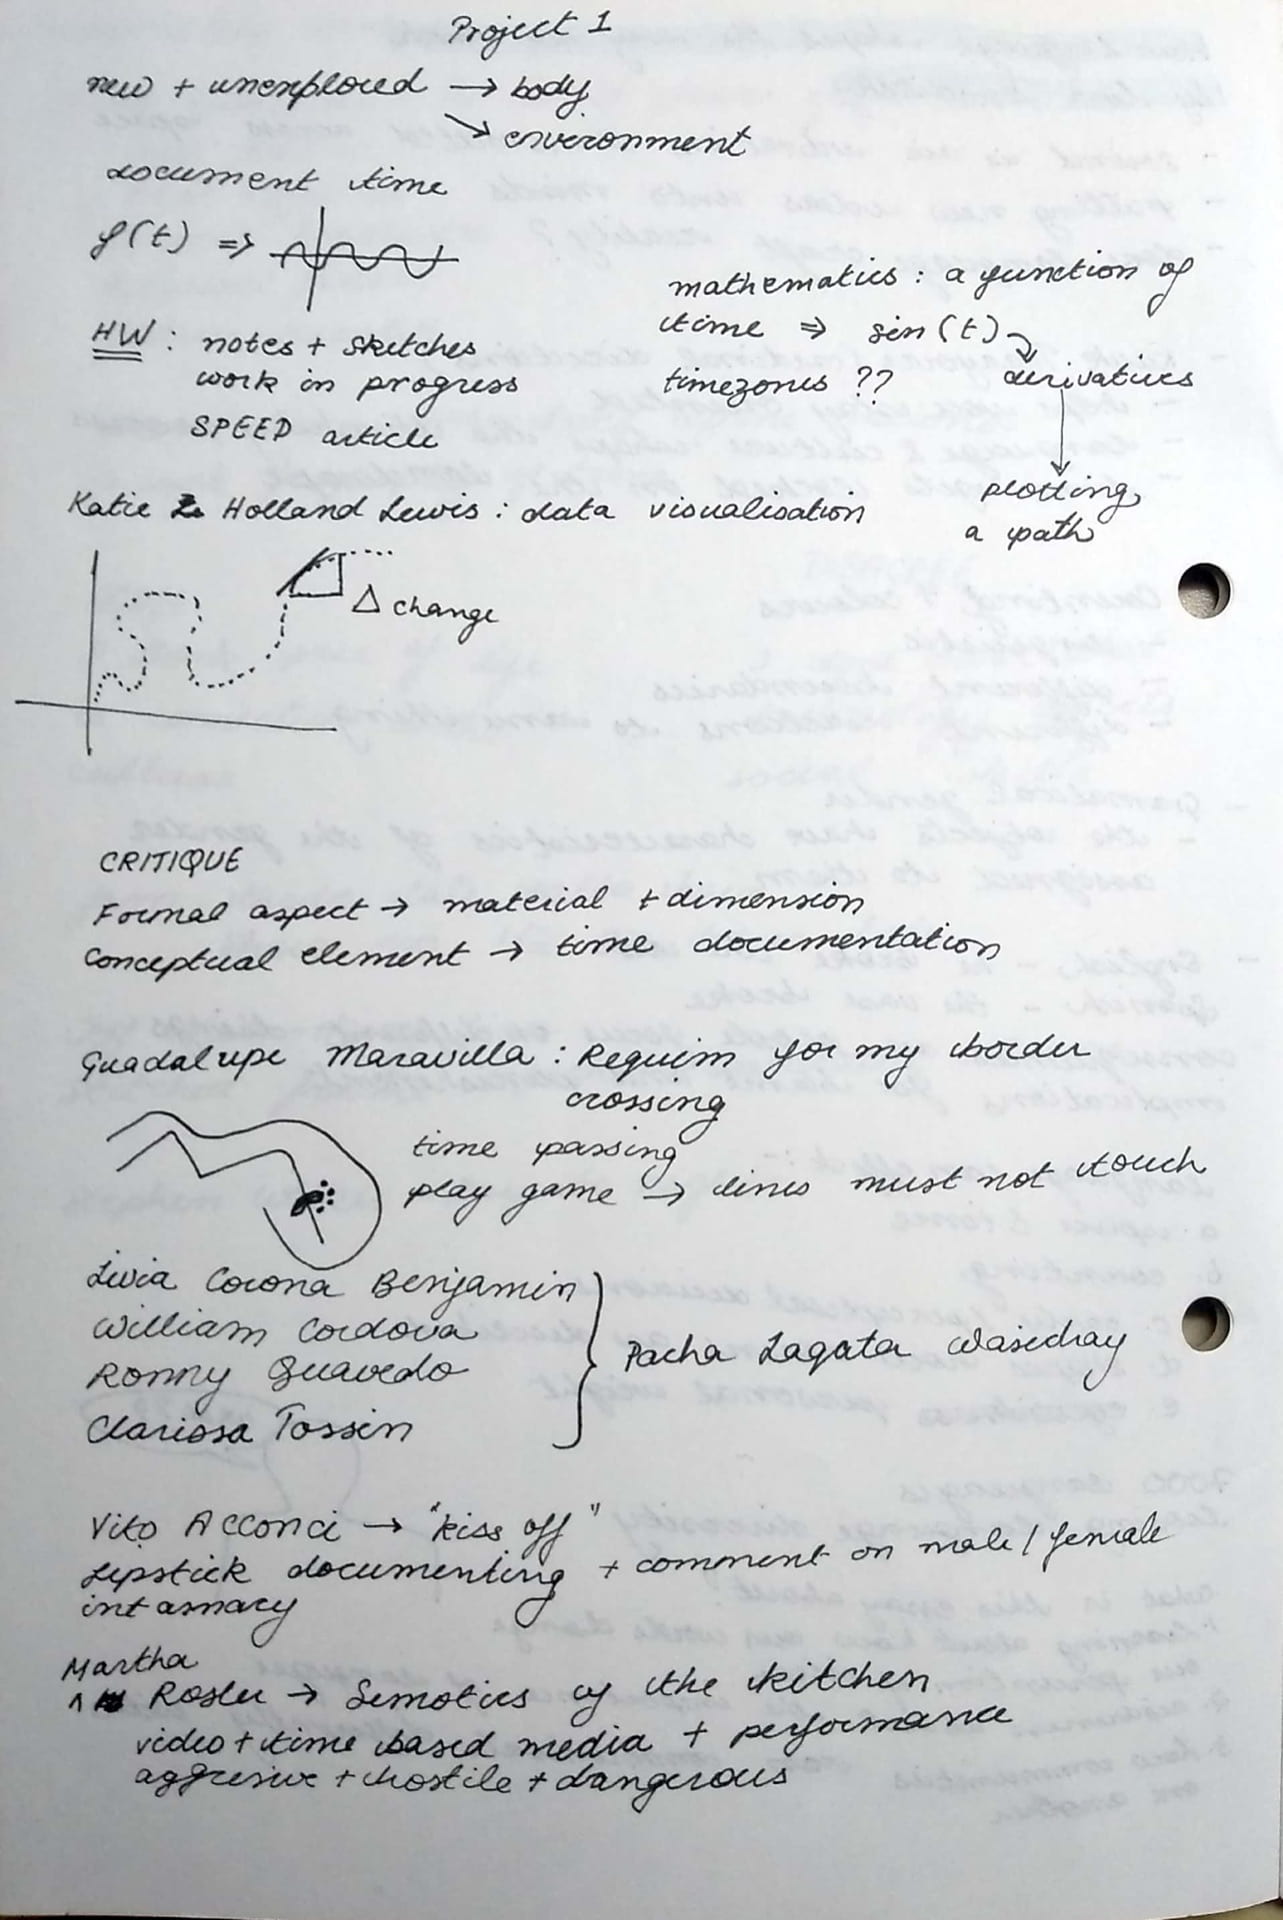 Project 1
new + unexplored → body
↘ environment
document time
f(t) ⇒
mathematics : a function of
time ⇒ sin(t)
timezones ??
derivatives
plotting
a path
HW : notes + sketches
work in progress
SPEED article
Katie Holland Lewis : data visualisation
Δ change
CRITIQUE
Formal aspect → material + dimension
Conceptual element → time documentation
Guadalupe Maravilla : Requim for my border
crossing
time passing
play game → lines must not touch
Livia Corona Benjamin
William Cordova
Ronny Quavedo
Clarissa Tossin
Pacha Lagata Wasichay
Vito Acconci → "kiss off"
Lipstick documenting + comment on male / female
intamacy
Martha
^ Rosler → Semotics of the kitchen
video + time based media + performance
aggresive + hostile + dangerous